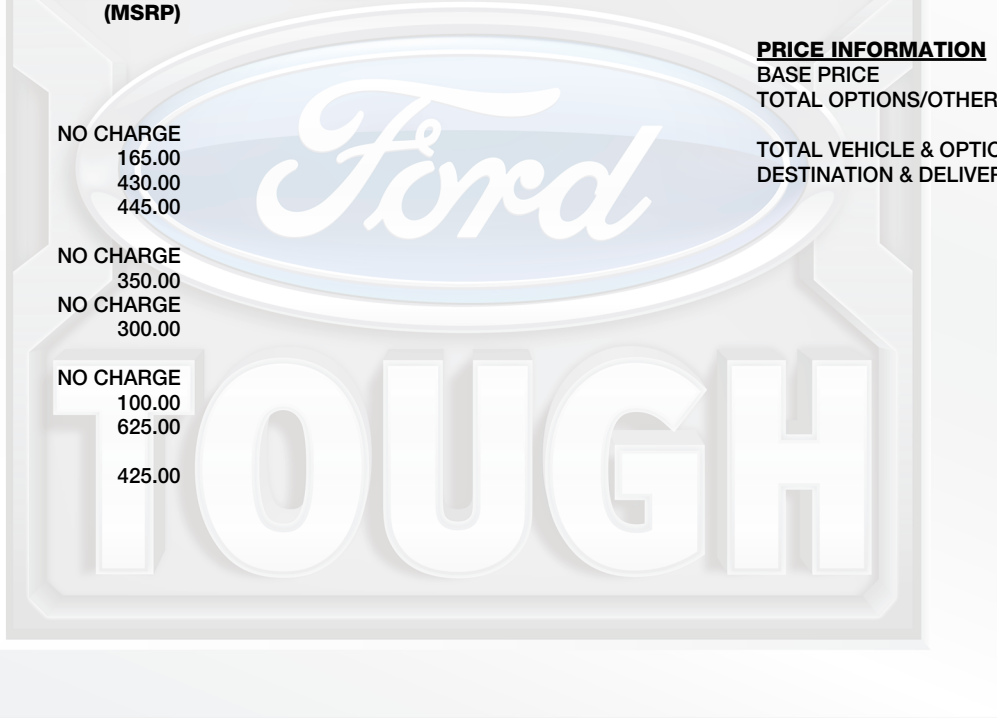 (MSRP)
NO CHARGE
165.00
430.00
445.00
NO CHARGE
350.00
NO CHARGE
300.00
NO CHARGE
100.00
625.00
425.00
PRICE INFORMATION
BASE PRICE
TOTAL OPTIONS/OTHER
TOTAL VEHICLE & OPTIO
DESTINATION & DELIVER
Ford
TOUGH